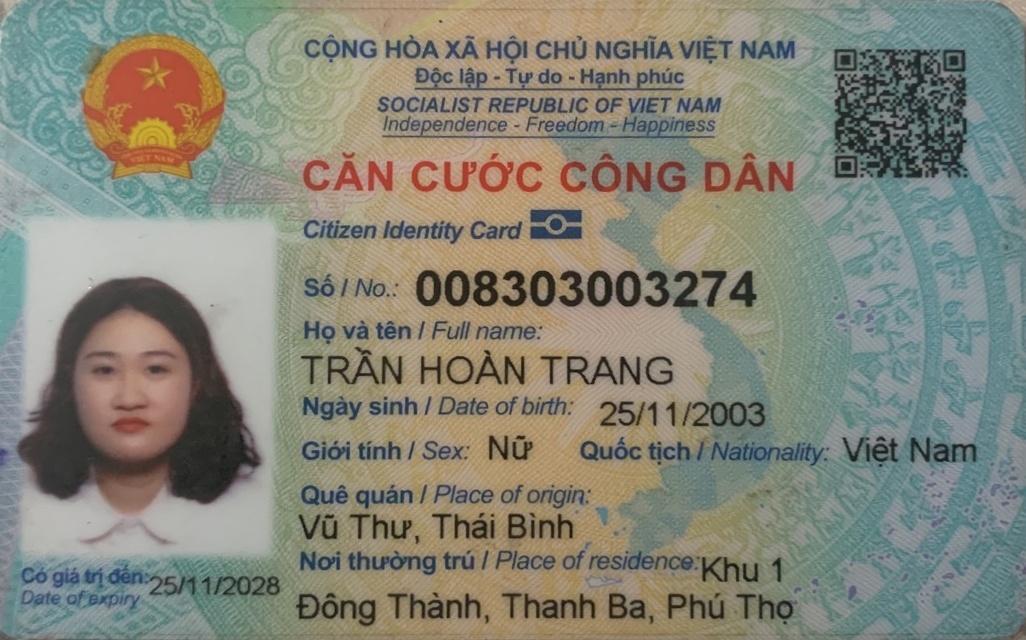 CỘNG HÒA XÃ HỘI CHỦ NGHĨA VIỆT NAM
Độc lập - Tự do - Hạnh phúc
SOCIALIST REPUBLIC OF VIET NAM
Independence - Freedom - Happiness
CĂN CƯỚC CÔNG DÂN
Citizen Identity Card
Số / No.: 008303003274
Họ và tên / Full name:
TRẦN HOÀN TRANG
Ngày sinh / Date of birth: 25/11/2003
Giới tính / Sex: Nữ Quốc tịch / Nationality: Việt Nam
Quê quán / Place of origin:
Vũ Thư, Thái Bình
Nơi thường trú / Place of residence: Khu 1
Đông Thành, Thanh Ba, Phú Thọ
Có giá trị đến: 25/11/2028
Date of expiry
VIỆT NAM